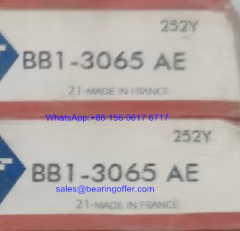 252Y
BB1-3065 AE
21-MADE IN FRANCE
WhatsApp:+86 156 0617 6717
252Y
BB1-3065 AE
sales@bearingoffer.com
21-MADE IN FRANCE